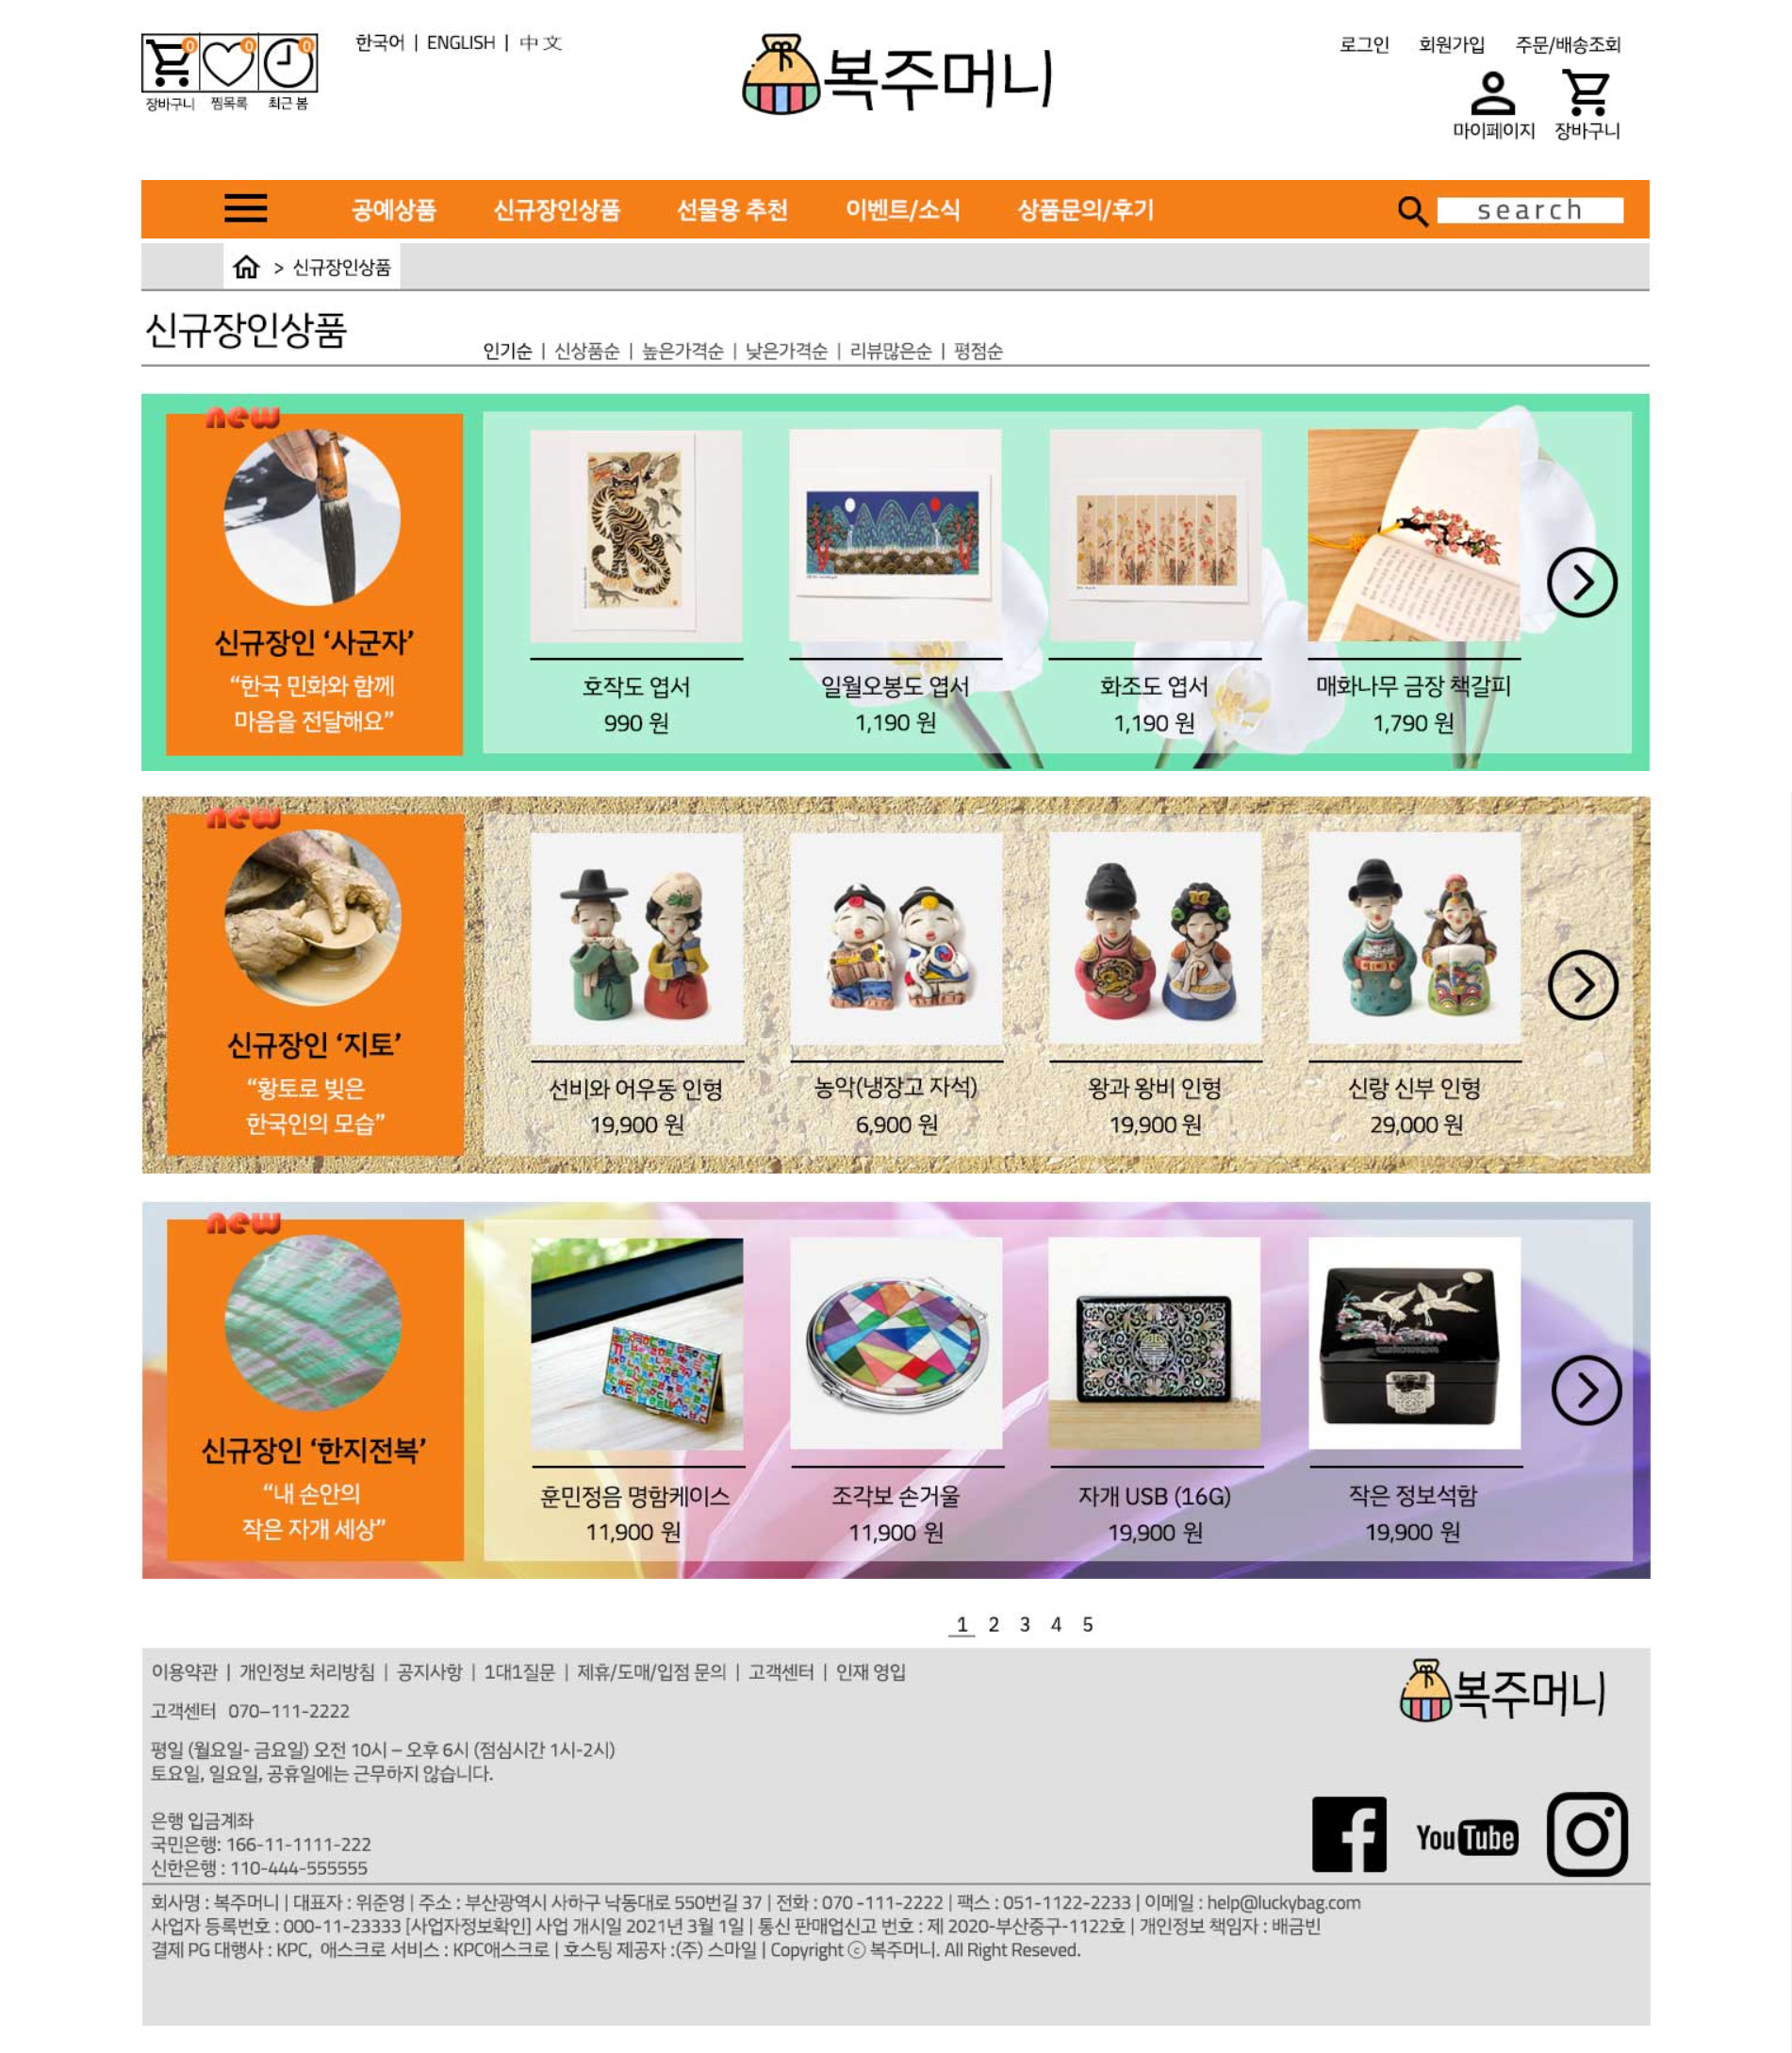 0 0 0
장바구니 찜목록 최근 봄
한국어 | ENGLISH | 中文
복주머니
로그인 회원가입 주문/배송조회
마이페이지 장바구니
공예상품 신규장인상품 선물용 추천 이벤트/소식 상품문의/후기 search
> 신규장인상품
신규장인상품
인기순 | 신상품순 | 높은가격순 | 낮은가격순 | 리뷰많은순 | 평점순
new
신규장인 ‘사군자’
“한국 민화와 함께
마음을 전달해요”
호작도 엽서
990 원
일월오봉도 엽서
1,190 원
화조도 엽서
1,190 원
매화나무 금장 책갈피
1,790 원
new
신규장인 ‘지토’
“황토로 빚은
한국인의 모습”
선비와 어우동 인형
19,900 원
농악(냉장고 자석)
6,900 원
왕과 왕비 인형
19,900 원
신랑 신부 인형
29,000 원
new
신규장인 ‘한지전복’
“내 손안의
작은 자개 세상”
훈민정음 명함케이스
11,900 원
조각보 손거울
11,900 원
자개 USB (16G)
19,900 원
작은 정보석함
19,900 원
1 2 3 4 5
이용약관 | 개인정보 처리방침 | 공지사항 | 1대1질문 | 제휴/도매/입점 문의 | 고객센터 | 인재 영입
복주머니
고객센터 070–111-2222
평일 (월요일- 금요일) 오전 10시 – 오후 6시 (점심시간 1시-2시)
토요일, 일요일, 공휴일에는 근무하지 않습니다.
은행 입금계좌
국민은행: 166-11-1111-222
신한은행 : 110-444-555555
You Tube
회사명 : 복주머니 | 대표자 : 위준영 | 주소 : 부산광역시 사하구 낙동대로 550번길 37 | 전화 : 070 -111-2222 | 팩스 : 051-1122-2233 | 이메일 : help@luckybag.com
사업자 등록번호 : 000-11-23333 [사업자정보확인] 사업 개시일 2021년 3월 1일 | 통신 판매업신고 번호 : 제 2020-부산중구-1122호 | 개인정보 책임자 : 배금빈
결제 PG 대행사 : KPC, 애스크로 서비스 : KPC애스크로 | 호스팅 제공자 :(주) 스마일 | Copyright ⓒ 복주머니. All Right Reseved.